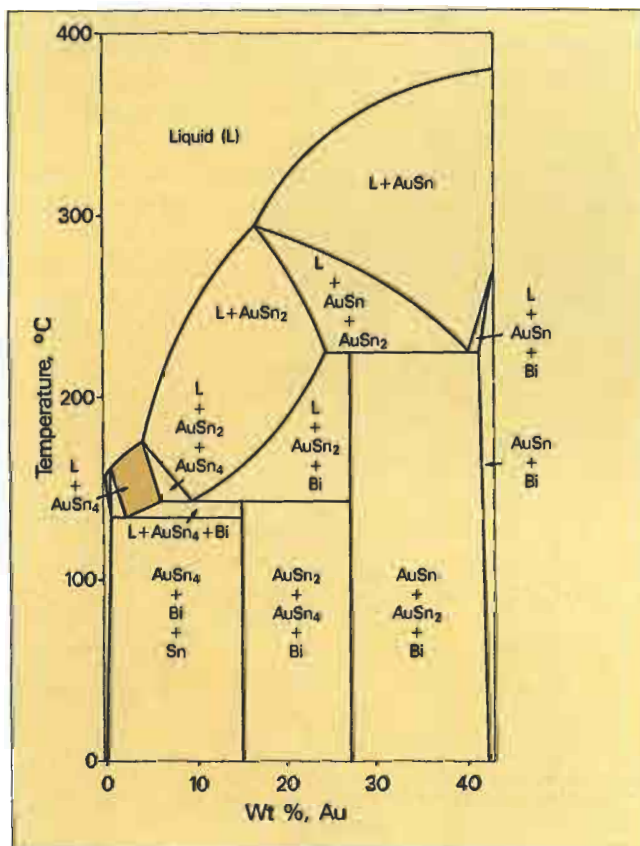 400
Liquid (L)
L+AuSn
300
L
+
AuSn
+
AuSn₂
L+AuSn₂
L
+
AuSn
+
Bi
Temperature, °C
200
L
+
AuSn₂
+
AuSn₄
L
+
AuSn₂
+
Bi
AuSn
+
Bi
L
+
AuSn₄
L+AuSn₄+Bi
100
AuSn₄
+
Bi
+
Sn
AuSn₂
+
AuSn₄
+
Bi
AuSn
+
AuSn₂
+
Bi
0
0 10 20 30 40
Wt %, Au